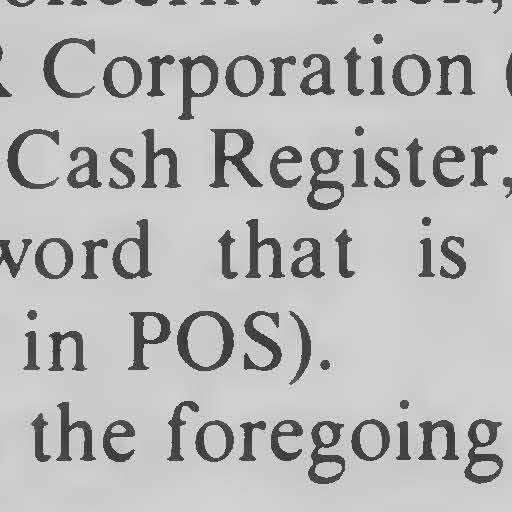 Corporation (
Cash Register,
word that is
in POS).
the foregoing